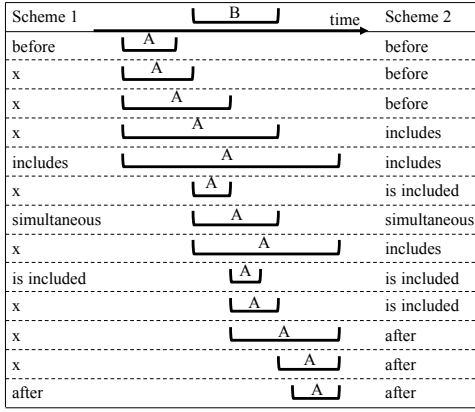 Scheme 1 B time Scheme 2
before A before
x A before
x A before
x A includes
includes A includes
x A is included
simultaneous A simultaneous
x A includes
is included A is included
x A is included
x A after
x A after
after A after